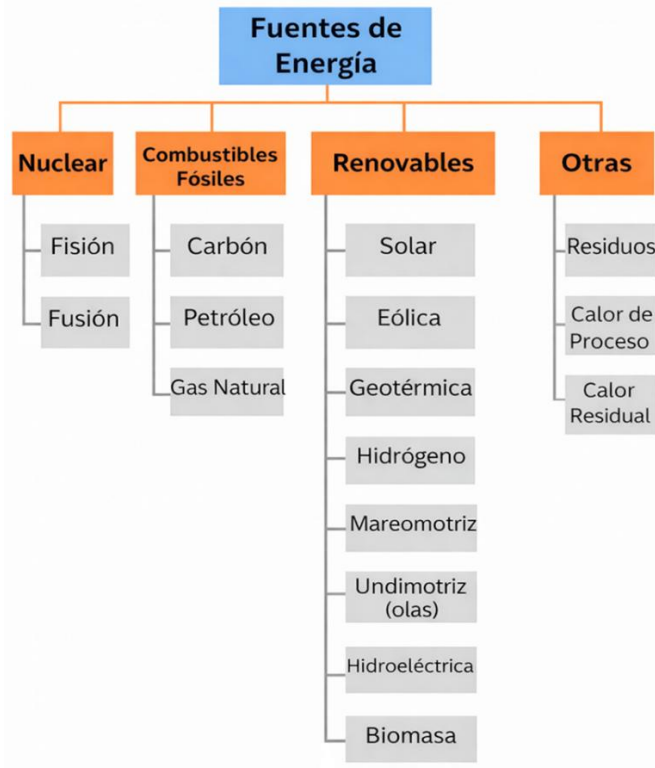 Fuentes de
Energía
Nuclear
Fisión
Fusión
Combustibles
Fósiles
Carbón
Petróleo
Gas Natural
Renovables
Solar
Eólica
Geotérmica
Hidrógeno
Mareomotriz
Undimotriz
(olas)
Hidroeléctrica
Biomasa
Otras
Residuos
Calor de
Proceso
Calor
Residual